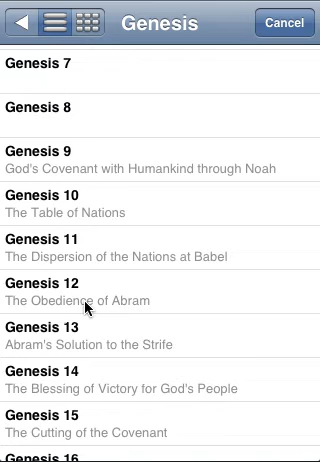 Genesis
Cancel
Genesis 7
Genesis 8
Genesis 9
God's Covenant with Humankind through Noah
Genesis 10
The Table of Nations
Genesis 11
The Dispersion of the Nations at Babel
Genesis 12
The Obedience of Abram
Genesis 13
Abram's Solution to the Strife
Genesis 14
The Blessing of Victory for God's People
Genesis 15
The Cutting of the Covenant
Genesis 16